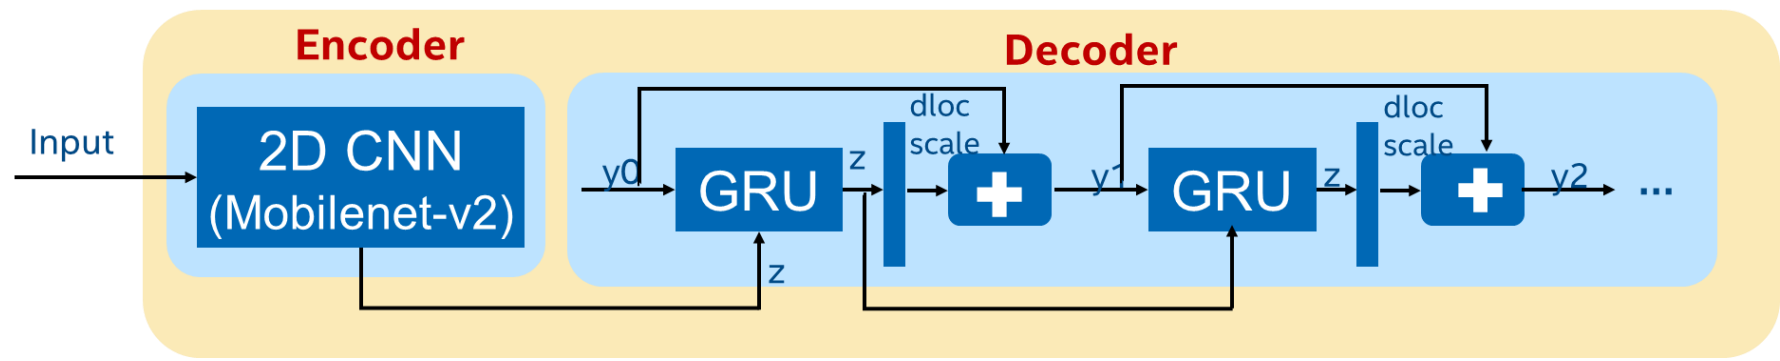 Encoder
Decoder
Input
2D CNN
(Mobilenet-v2)
z
y0
GRU
z
dloc
scale
y1
GRU
z
dloc
scale
y2
...